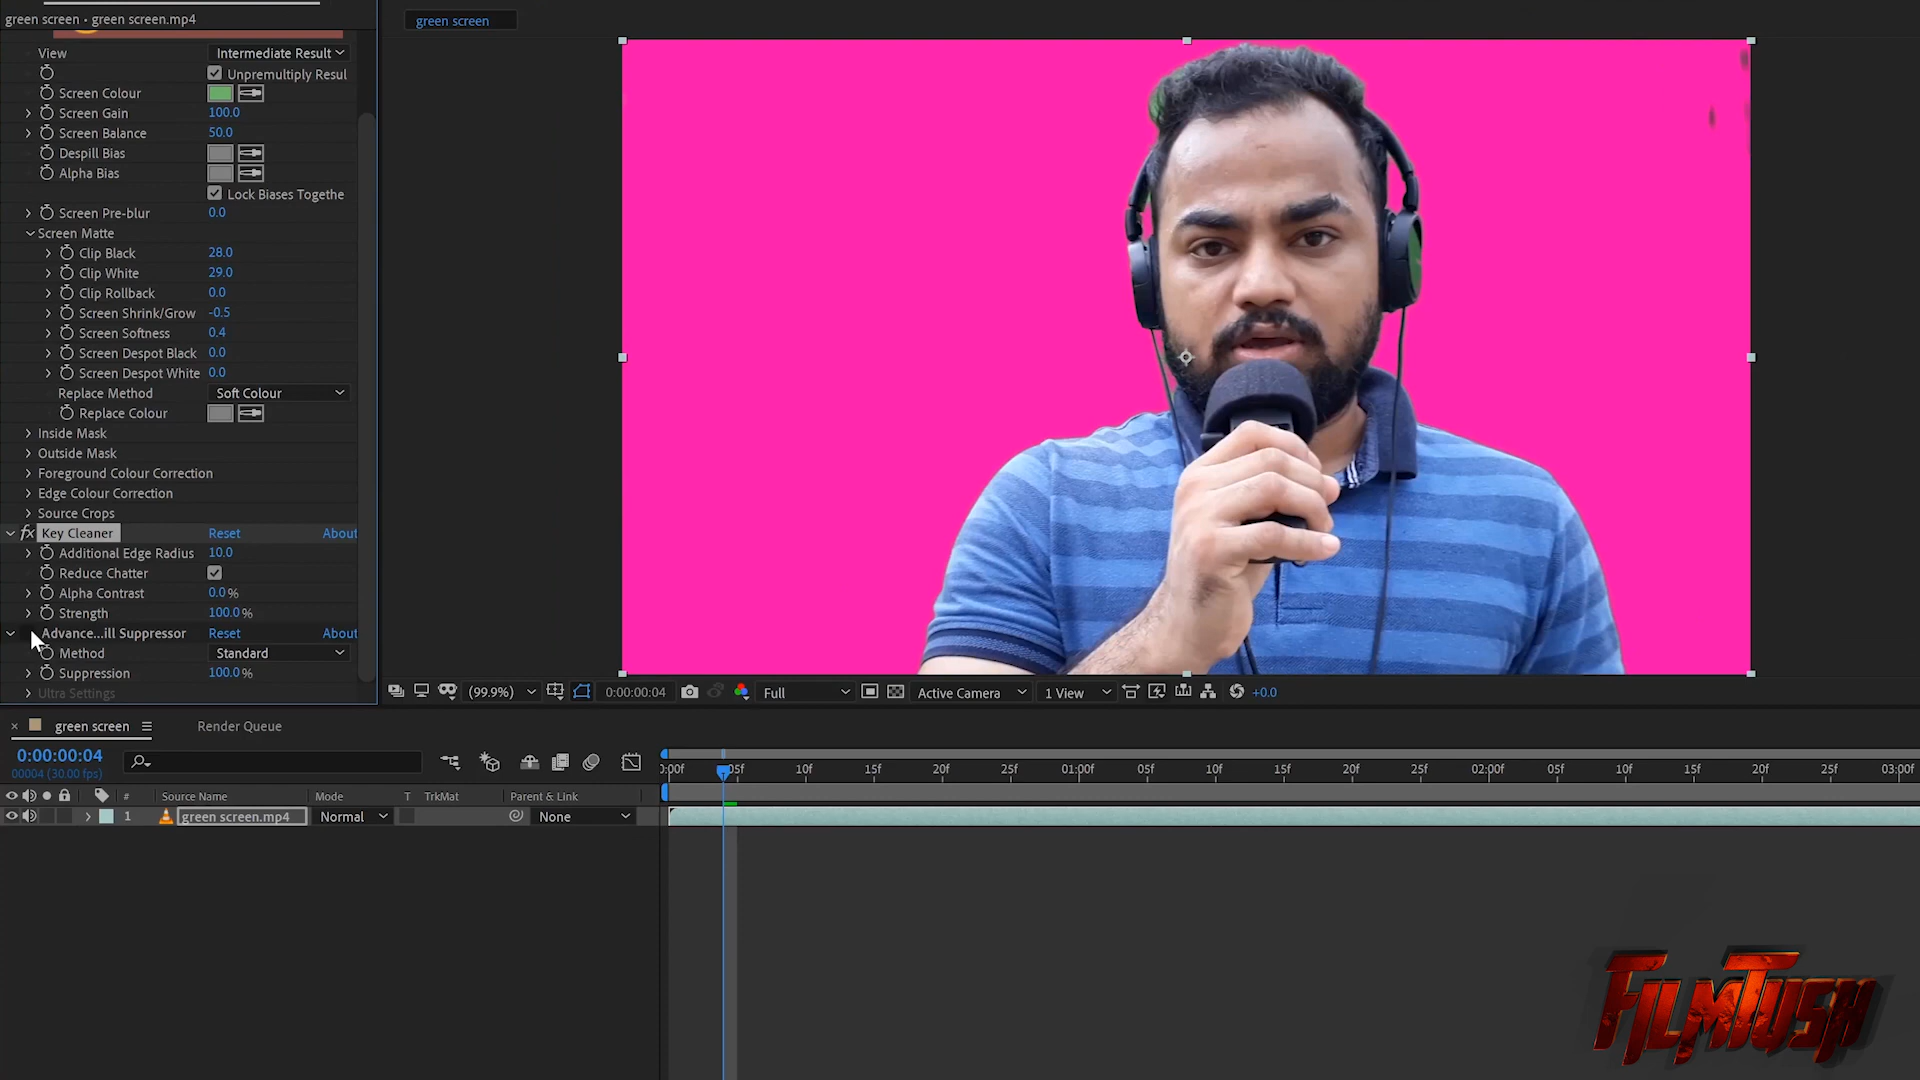 green screen • green screen.mp4
View Intermediate Result
Unpremultiply Resul
Screen Colour
Screen Gain 100.0
Screen Balance 50.0
Despill Bias
Alpha Bias
Lock Biases Togethe
Screen Pre-blur 0.0
Screen Matte
Clip Black 28.0
Clip White 29.0
Clip Rollback 0.0
Screen Shrink/Grow -0.5
Screen Softness 0.4
Screen Despot Black 0.0
Screen Despot White 0.0
Replace Method Soft Colour
Replace Colour
Inside Mask
Outside Mask
Foreground Colour Correction
Edge Colour Correction
Source Crops
fx Key Cleaner Reset About
Additional Edge Radius 10.0
Reduce Chatter
Alpha Contrast 0.0 %
Strength 100.0 %
Advance...ill Suppressor Reset About
Method Standard
Suppression 100.0 %
Ultra Settings
green screen
(99.9%) 0:00:00:04 Full Active Camera 1 View +0.0
green screen Render Queue
0:00:00:04
00004 (30.00 fps)
:00f 05f 10f 15f 20f 25f 01:00f 05f 10f 15f 20f 25f 02:00f 05f 10f 15f 20f 25f 03:00f
# Source Name Mode T TrkMat Parent & Link
1 green screen.mp4 Normal None
FilmTush